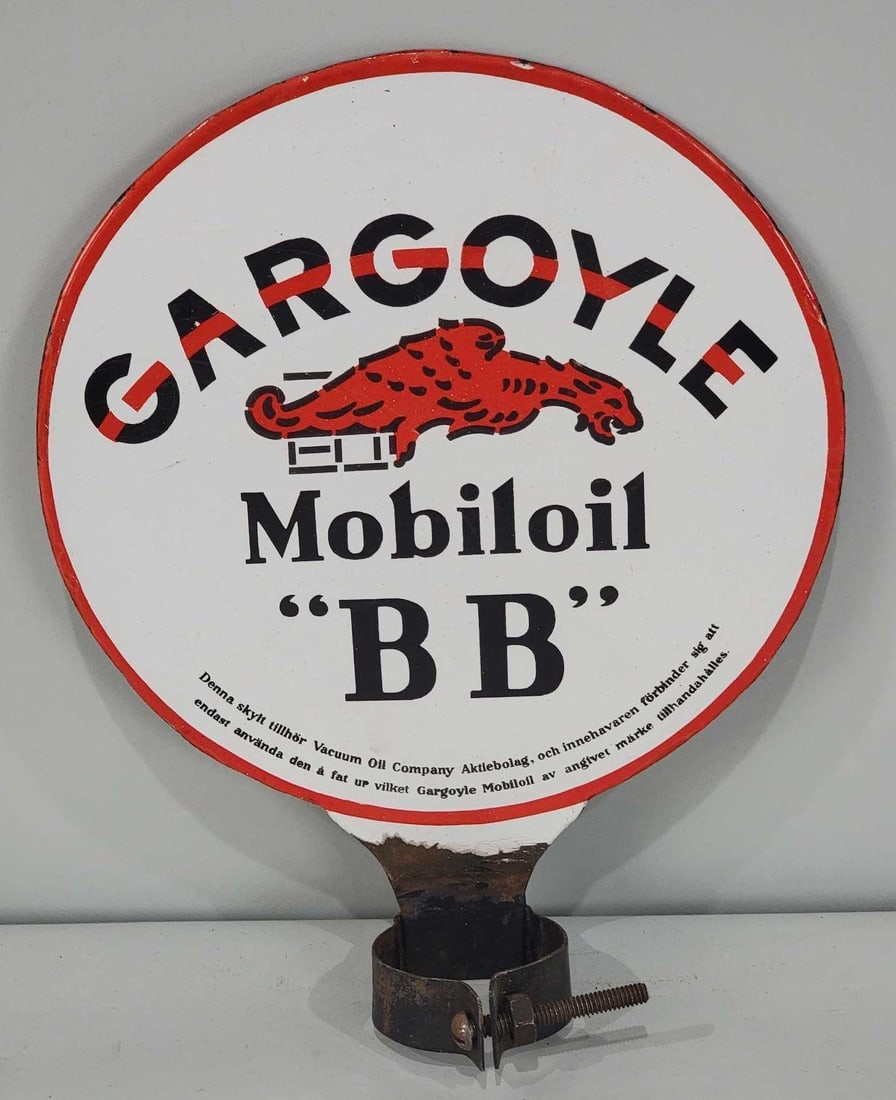 GARGOYLE
Mobiloil
“BB”
Denna skylt tillhör Vacuum Oil Company Aktiebolag, och innehavaren förbinder sig att
endast använda den å fat ur vilket Gargoyle Mobiloil av angivet märke tillhandahålles.